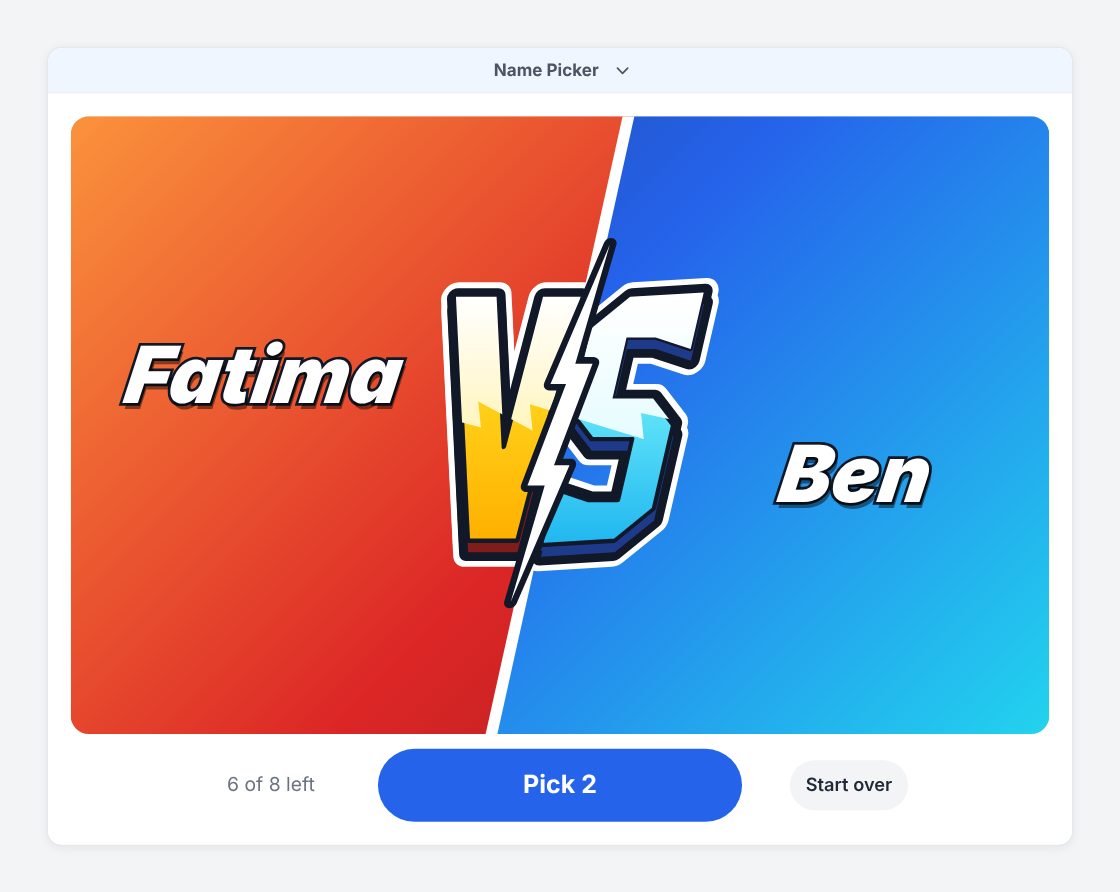 Name Picker
Fatima
VS
Ben
6 of 8 left
Pick 2
Start over